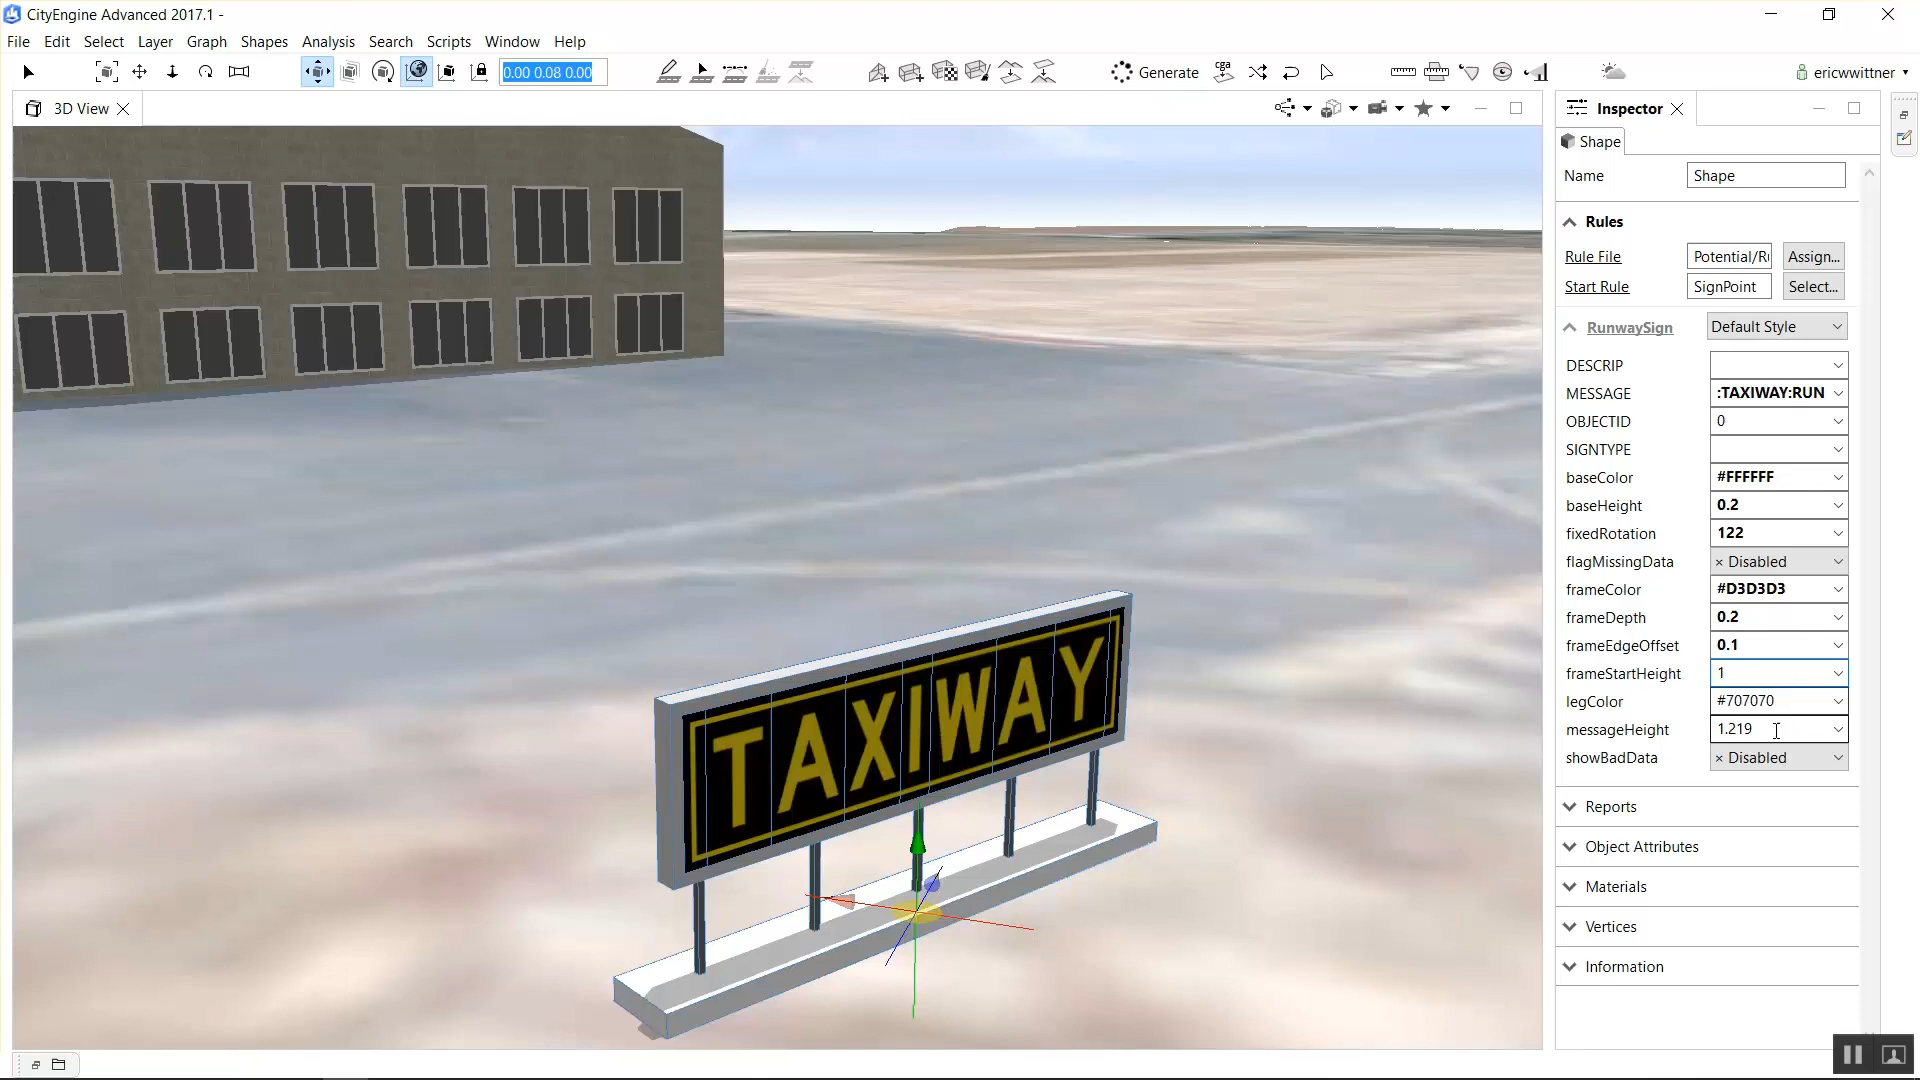 CityEngine Advanced 2017.1 -
File Edit Select Layer Graph Shapes Analysis Search Scripts Window Help
0.00 0.08 0.00 Generate cga ericwwittner
3D View
Inspector
Shape
Name Shape
Rules
Rule File Potential/Ru Assign...
Start Rule SignPoint Select...
RunwaySign Default Style
DESCRIP
MESSAGE :TAXIWAY:RUN
OBJECTID 0
SIGNTYPE
baseColor #FFFFFF
baseHeight 0.2
fixedRotation 122
flagMissingData × Disabled
frameColor #D3D3D3
frameDepth 0.2
frameEdgeOffset 0.1
frameStartHeight 1
legColor #707070
messageHeight 1.219
showBadData × Disabled
Reports
Object Attributes
Materials
Vertices
Information
TAXIWAY